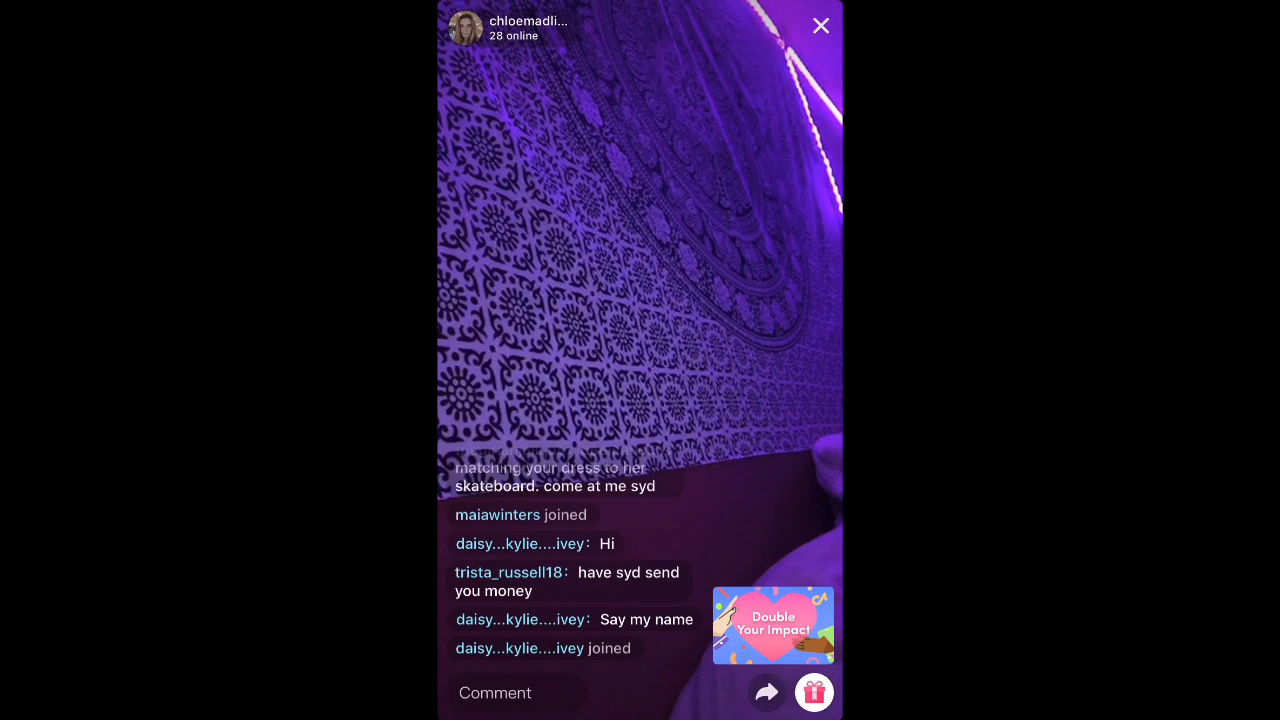 chloemadli...
28 online
matching your dress to her
skateboard. come at me syd
maiawinters joined
daisy...kylie....ivey: Hi
trista_russell18: have syd send
you money
daisy...kylie....ivey: Say my name
daisy...kylie....ivey joined
Double
Your Impact
Comment